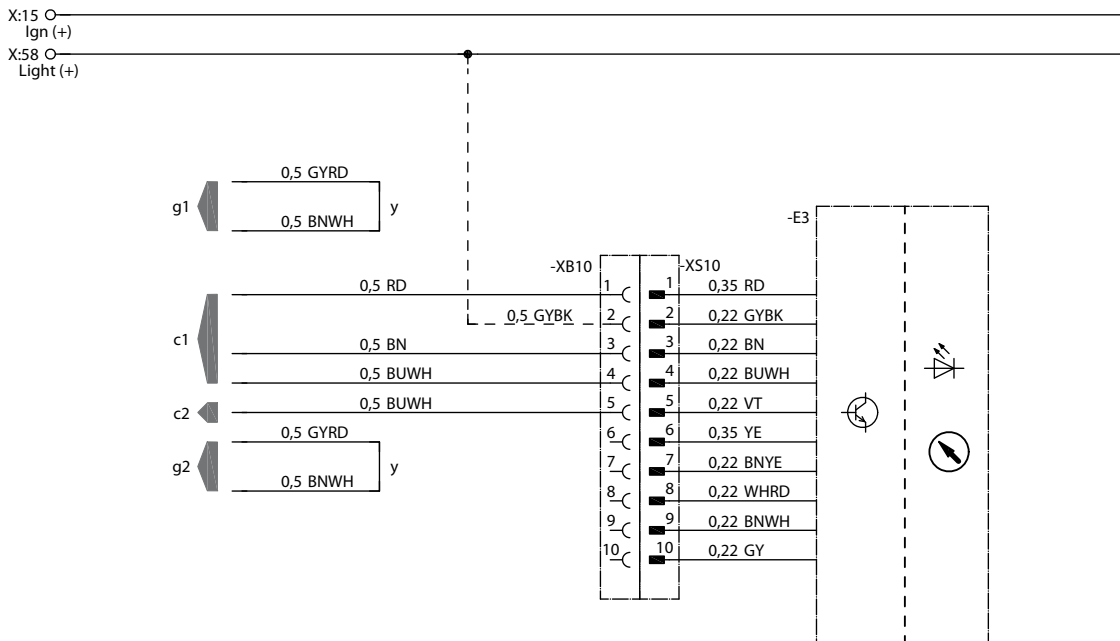 X:15
Ign (+)
X:58
Light (+)
0,5 GYRD
g1
y
0,5 BNWH
-E3
-XB10
-XS10
0,5 RD
1
1
0,35 RD
0,5 GYBK
2
2
0,22 GYBK
c1
0,5 BN
3
3
0,22 BN
0,5 BUWH
4
4
0,22 BUWH
c2
0,5 BUWH
5
5
0,22 VT
0,5 GYRD
6
6
0,35 YE
g2
y
7
7
0,22 BNYE
0,5 BNWH
8
8
0,22 WHRD
9
9
0,22 BNWH
10
10
0,22 GY